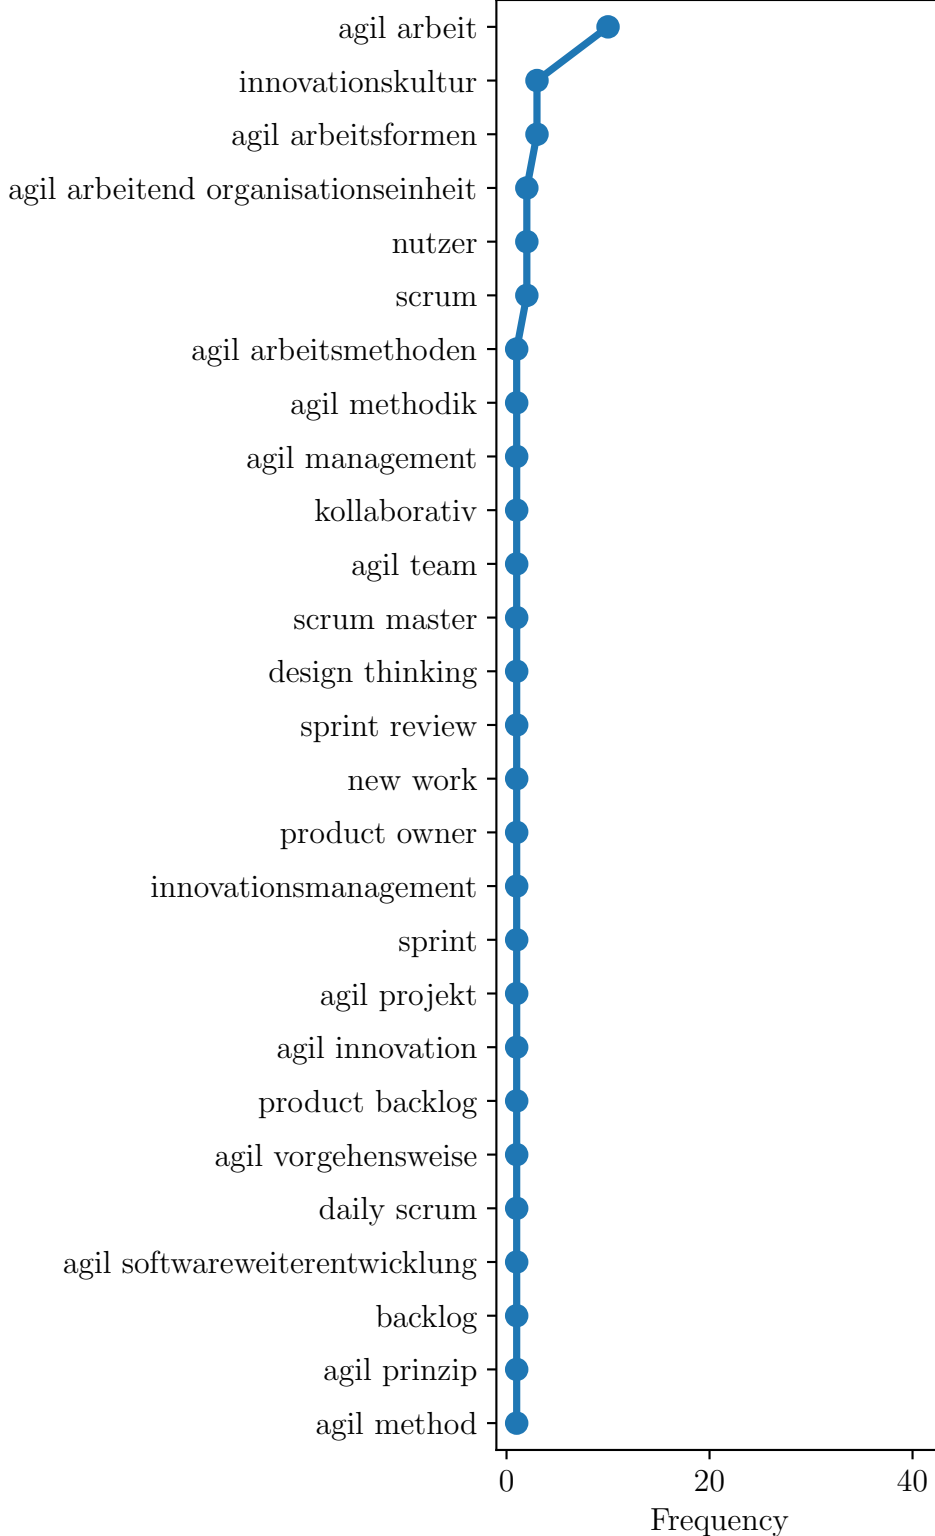 agil arbeit
innovationskultur
agil arbeitsformen
agil arbeitend organisationseinheit
nutzer
scrum
agil arbeitsmethoden
agil methodik
agil management
kollaborativ
agil team
scrum master
design thinking
sprint review
new work
product owner
innovationsmanagement
sprint
agil projekt
agil innovation
product backlog
agil vorgehensweise
daily scrum
agil softwareweiterentwicklung
backlog
agil prinzip
agil method
0 20 40
Frequency